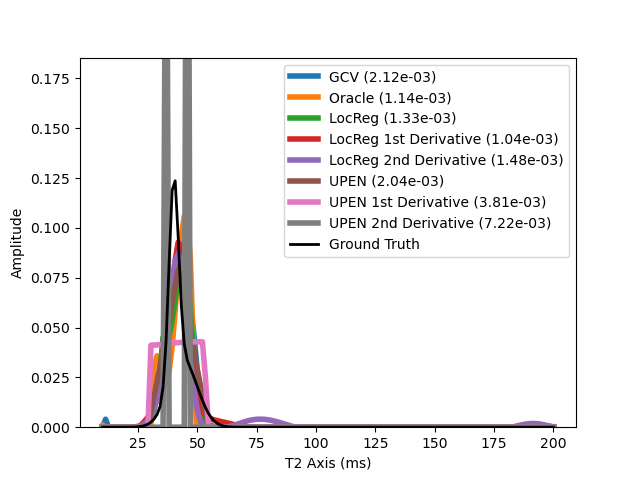 0.175
0.150
0.125
0.100
0.075
0.050
0.025
0.000
Amplitude
GCV (2.12e-03)
Oracle (1.14e-03)
LocReg (1.33e-03)
LocReg 1st Derivative (1.04e-03)
LocReg 2nd Derivative (1.48e-03)
UPEN (2.04e-03)
UPEN 1st Derivative (3.81e-03)
UPEN 2nd Derivative (7.22e-03)
Ground Truth
25 50 75 100 125 150 175 200
T2 Axis (ms)